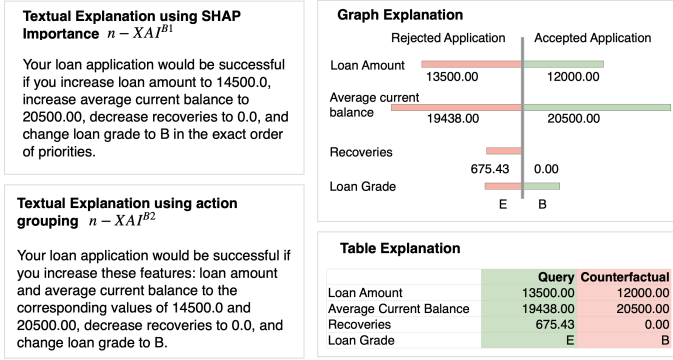 Textual Explanation using SHAP
Importance n – XAI^B1
Your loan application would be successful
if you increase loan amount to 14500.0,
increase average current balance to
20500.00, decrease recoveries to 0.0, and
change loan grade to B in the exact order
of priorities.
Textual Explanation using action
grouping n – XAI^B2
Your loan application would be successful if
you increase these features: loan amount
and average current balance to the
corresponding values of 14500.0 and
20500.00, decrease recoveries to 0.0, and
change loan grade to B.
Graph Explanation
Rejected Application Accepted Application
Loan Amount
13500.00 12000.00
Average current
balance
19438.00 20500.00
Recoveries
675.43 0.00
Loan Grade
E B
Table Explanation
Query Counterfactual
Loan Amount 13500.00 12000.00
Average Current Balance 19438.00 20500.00
Recoveries 675.43 0.00
Loan Grade E B